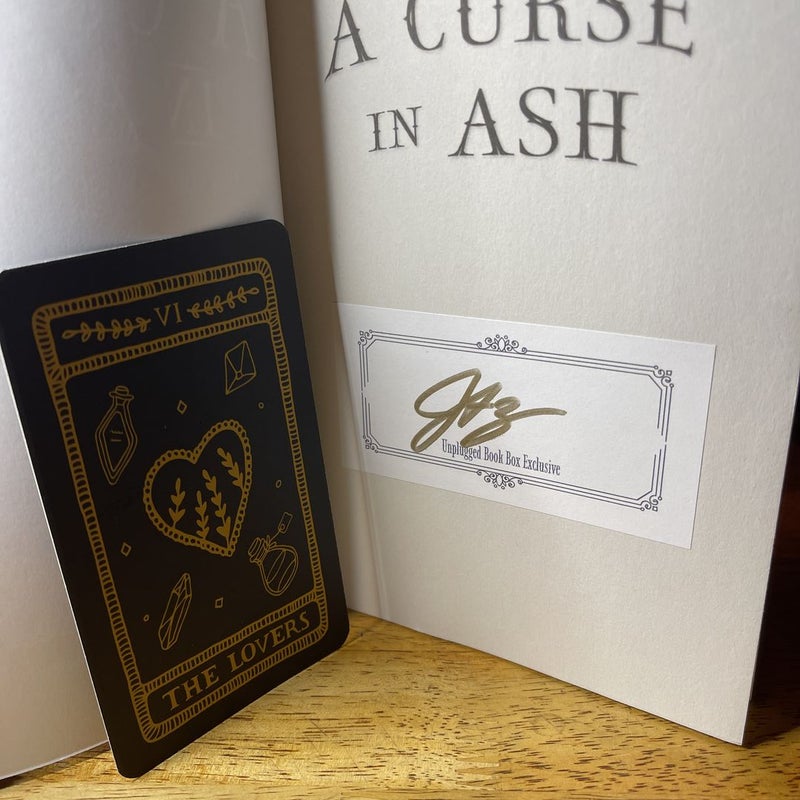 A CURSE
IN ASH
Unplugged Book Box Exclusive
VI
THE LOVERS